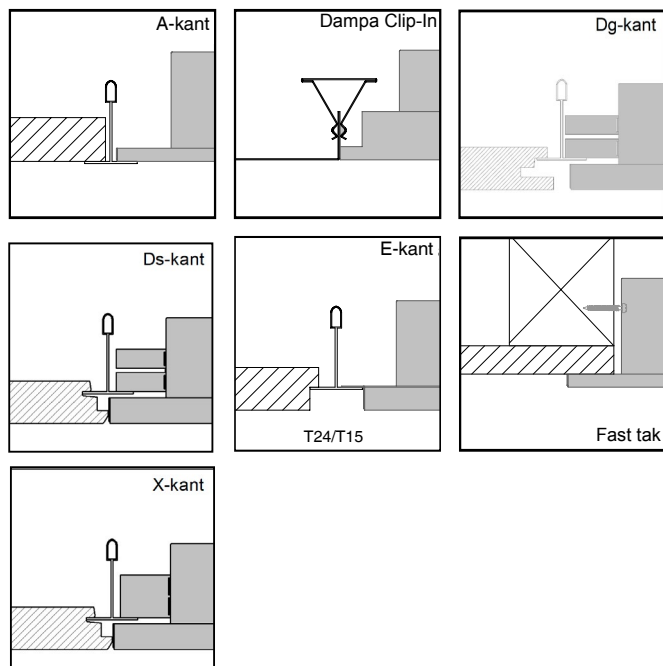 A-kant
Dampa Clip-In
Dg-kant
Ds-kant
E-kant
T24/T15
Fast tak
X-kant